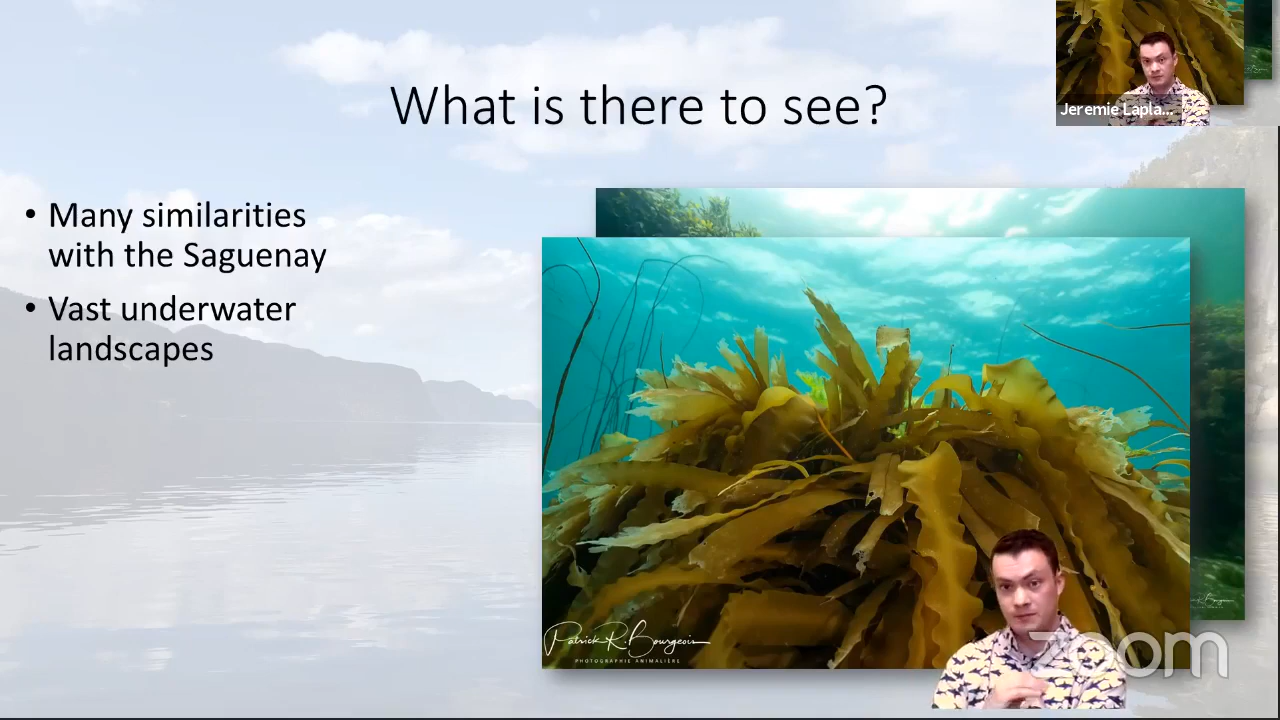 What is there to see?
Jeremie Lapla...
• Many similarities
with the Saguenay
• Vast underwater
landscapes
Patrick R. Bourgeois
PHOTOGRAPHIE ANIMALIÈRE
zoom